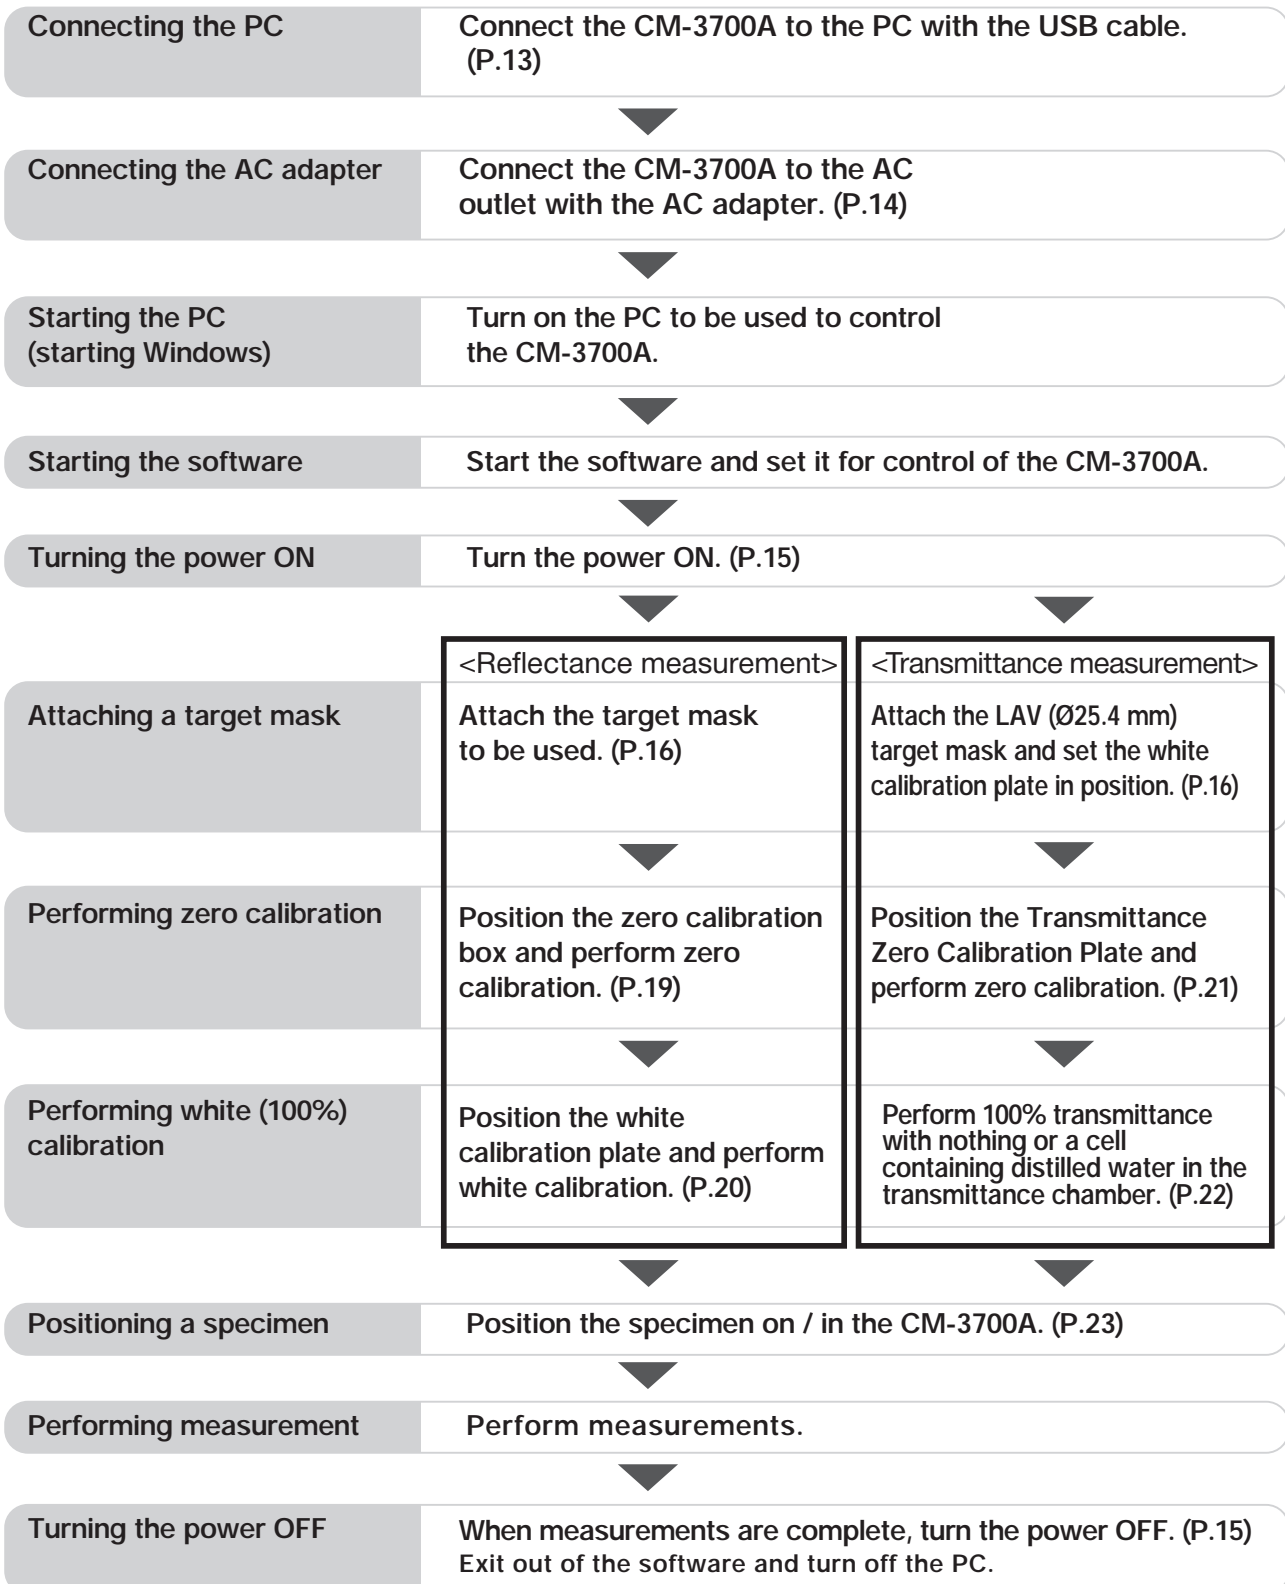 Connecting the PC
Connect the CM-3700A to the PC with the USB cable.
(P.13)
Connecting the AC adapter
Connect the CM-3700A to the AC
outlet with the AC adapter. (P.14)
Starting the PC
(starting Windows)
Turn on the PC to be used to control
the CM-3700A.
Starting the software
Start the software and set it for control of the CM-3700A.
Turning the power ON
Turn the power ON. (P.15)
<Reflectance measurement>
<Transmittance measurement>
Attaching a target mask
Attach the target mask
to be used. (P.16)
Attach the LAV (Ø25.4 mm)
target mask and set the white
calibration plate in position. (P.16)
Performing zero calibration
Position the zero calibration
box and perform zero
calibration. (P.19)
Position the Transmittance
Zero Calibration Plate and
perform zero calibration. (P.21)
Performing white (100%)
calibration
Position the white
calibration plate and perform
white calibration. (P.20)
Perform 100% transmittance
with nothing or a cell
containing distilled water in the
transmittance chamber. (P.22)
Positioning a specimen
Position the specimen on / in the CM-3700A. (P.23)
Performing measurement
Perform measurements.
Turning the power OFF
When measurements are complete, turn the power OFF. (P.15)
Exit out of the software and turn off the PC.